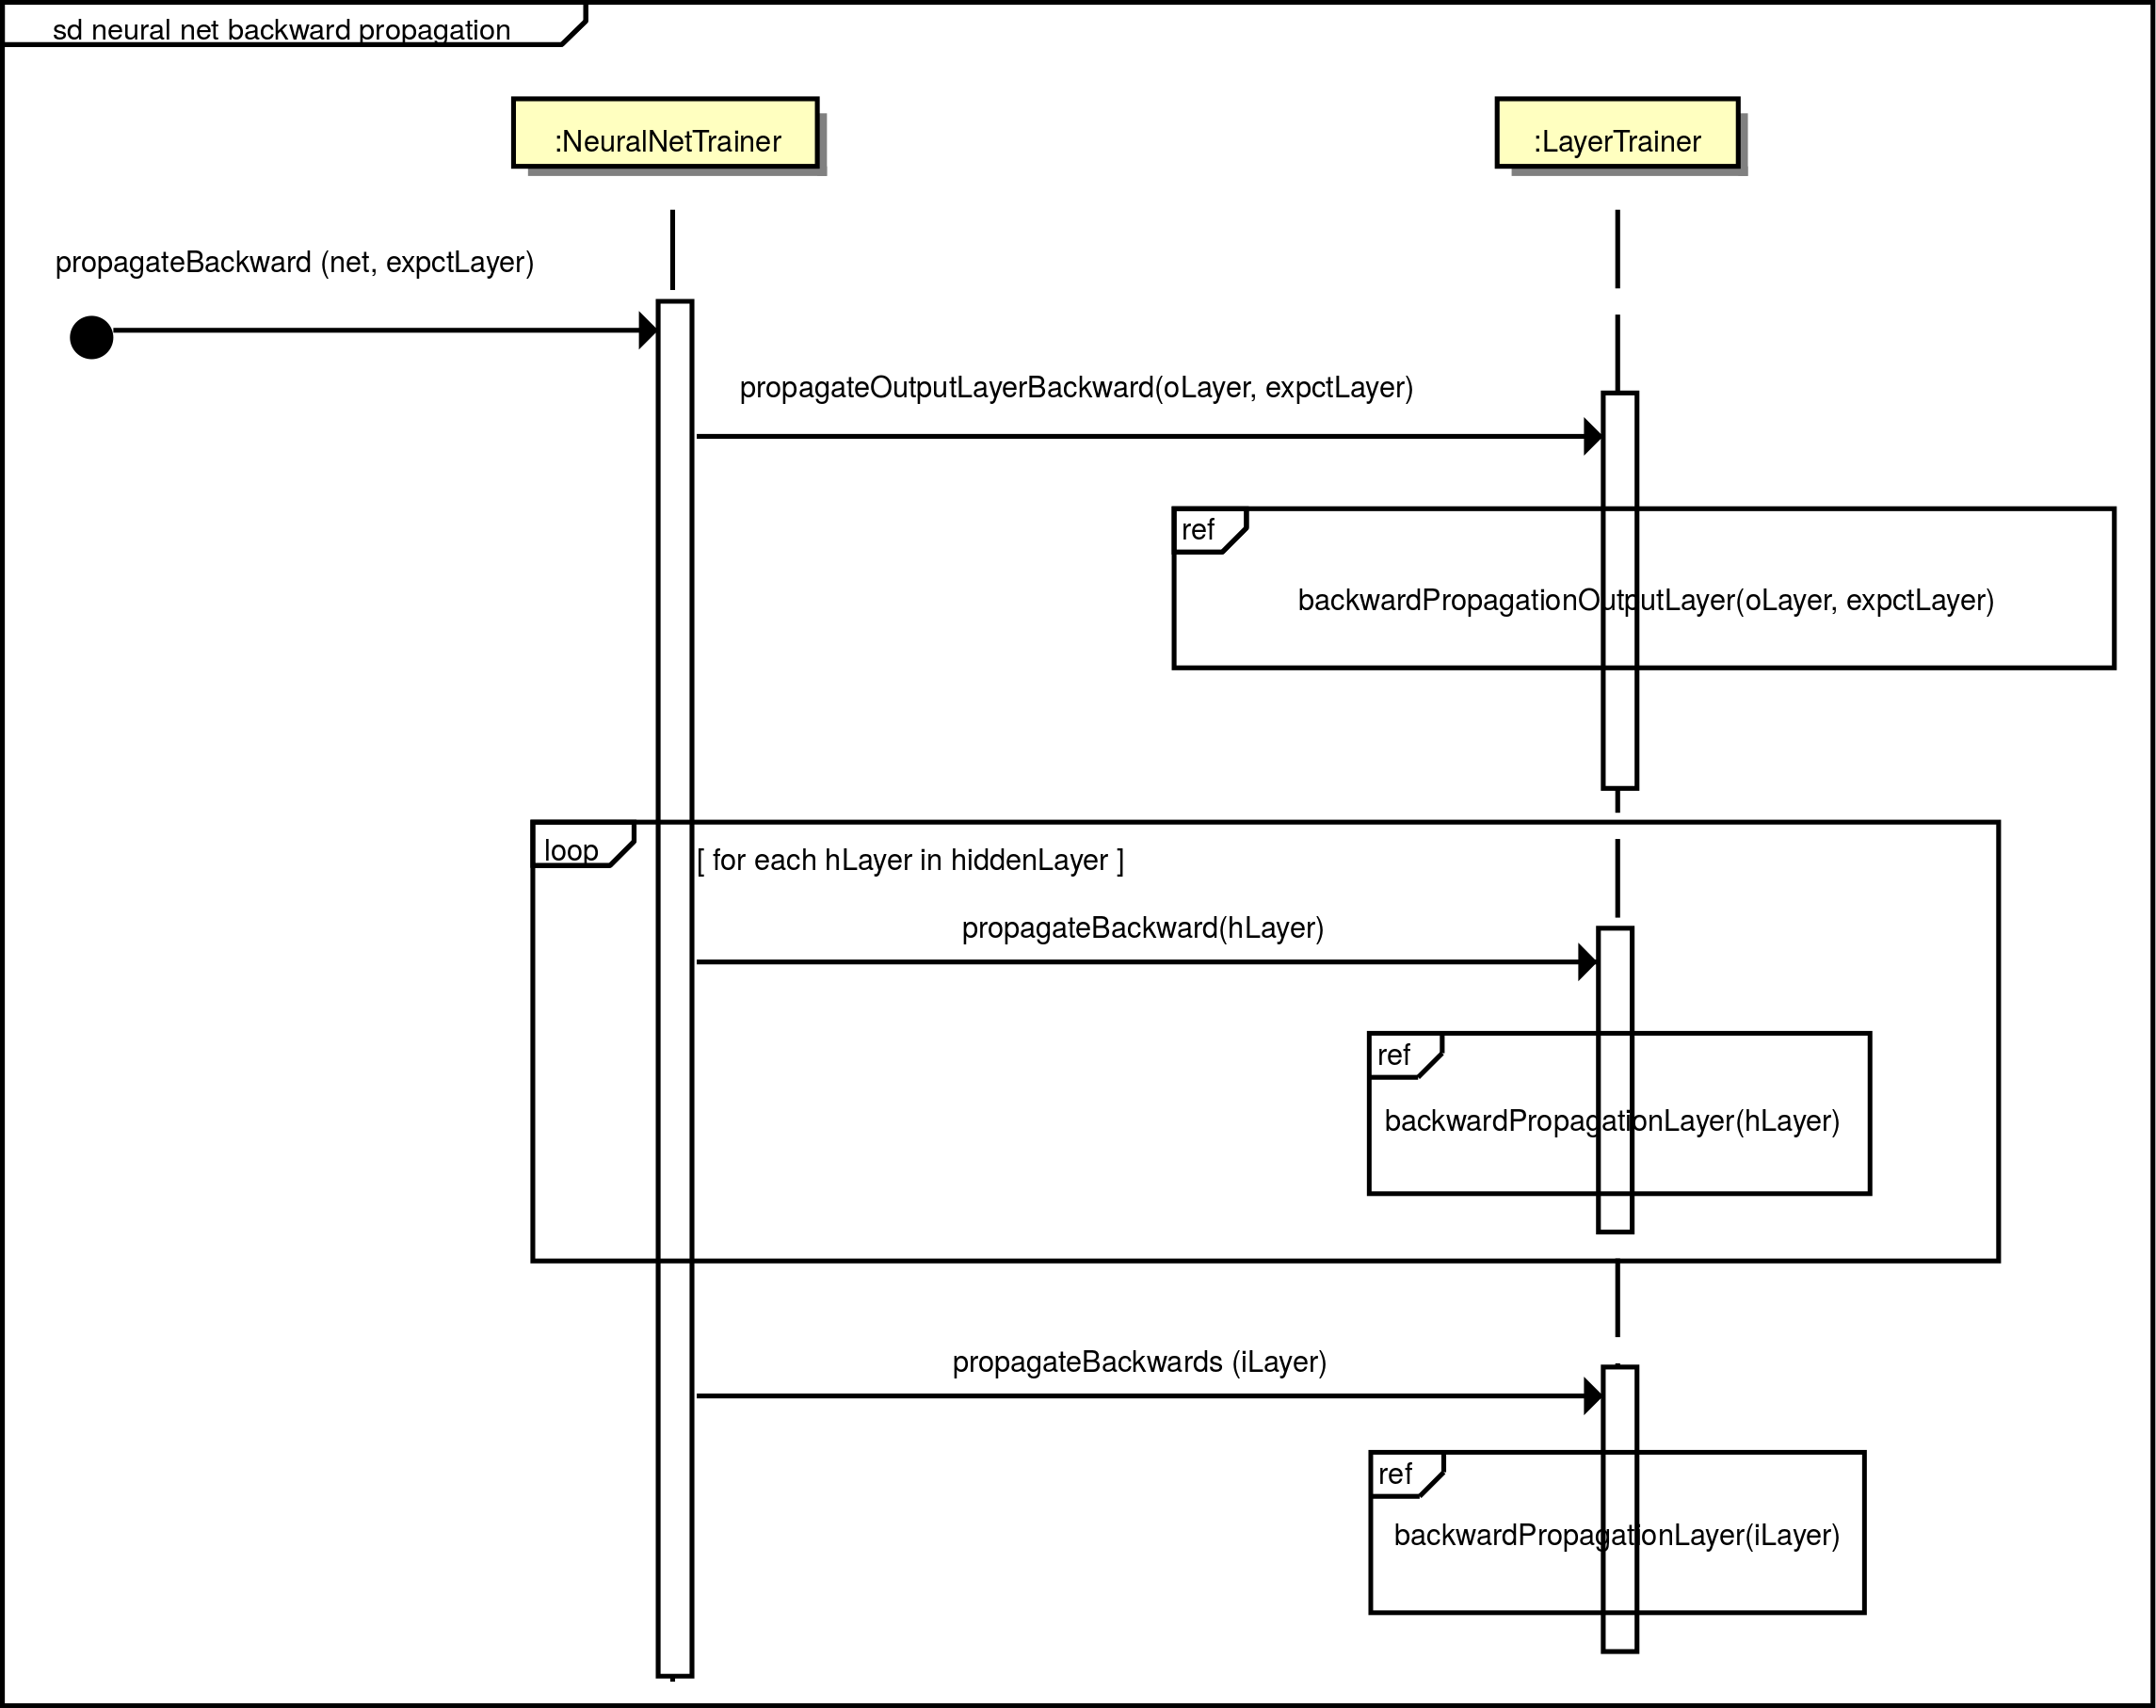 sd neural net backward propagation
:NeuralNetTrainer
:LayerTrainer
propagateBackward (net, expctLayer)
propagateOutputLayerBackward(oLayer, expctLayer)
ref
backwardPropagationOutputLayer(oLayer, expctLayer)
loop
[ for each hLayer in hiddenLayer ]
propagateBackward(hLayer)
ref
backwardPropagationLayer(hLayer)
propagateBackwards (iLayer)
ref
backwardPropagationLayer(iLayer)